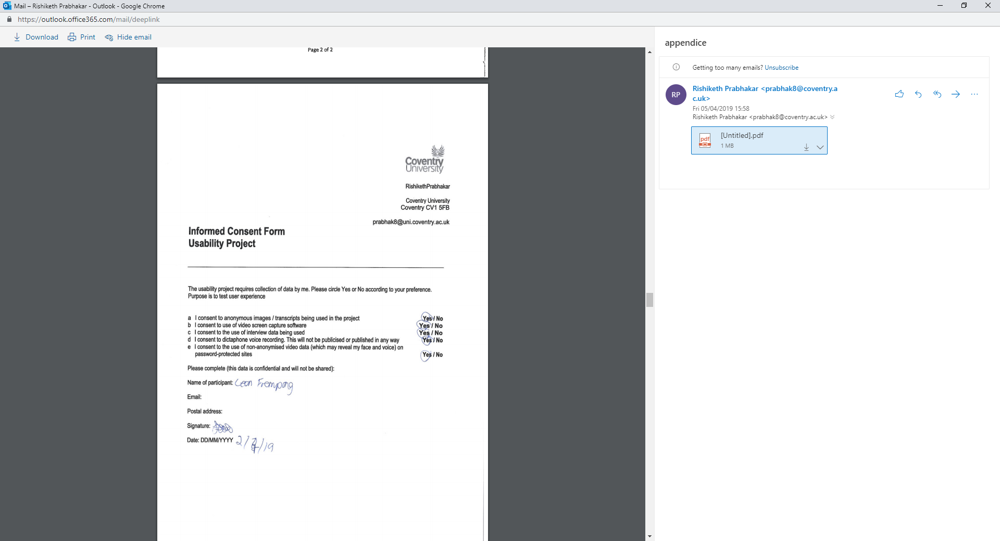 Mail – Rishiketh Prabhakar - Outlook - Google Chrome
https://outlook.office365.com/mail/deeplink
Download Print Hide email
Page 2 of 2
Coventry
University
RishikethPrabhakar
Coventry University
Coventry CV1 5FB
prabhak8@uni.coventry.ac.uk
Informed Consent Form
Usability Project
The usability project requires collection of data by me. Please circle Yes or No according to your preference.
Purpose is to test user experience
a I consent to anonymous images / transcripts being used in the project Yes / No
b I consent to use of video screen capture software Yes / No
c I consent to the use of interview data being used Yes / No
d I consent to dictaphone voice recording. This will not be publicised or published in any way Yes / No
e I consent to the use of non-anonymised video data (which may reveal my face and voice) on
password-protected sites Yes / No
Please complete (this data is confidential and will not be shared):
Name of participant: Leon Frempong
Email:
Postal address:
Signature:
Date: DD/MM/YYYY 2/4/19
appendice
Getting too many emails? Unsubscribe
RP
Rishiketh Prabhakar <prabhak8@coventry.a
c.uk>
Fri 05/04/2019 15:58
Rishiketh Prabhakar <prabhak8@coventry.ac.uk>
pdf
[Untitled].pdf
1 MB